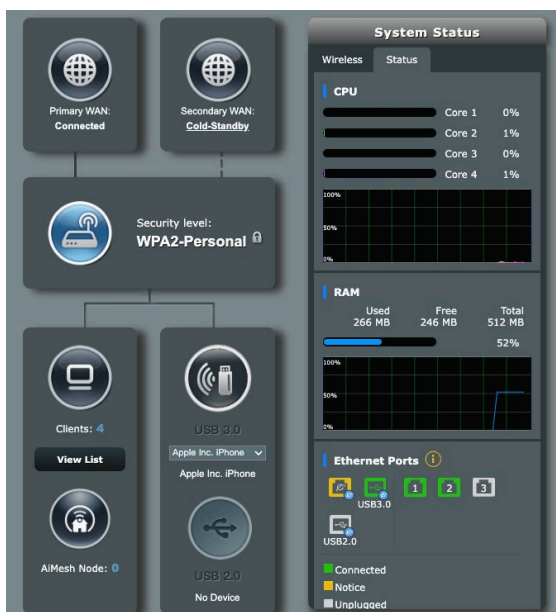 Primary WAN:
Connected
Secondary WAN:
Cold-Standby
Security level:
WPA2-Personal
Clients: 4
View List
AiMesh Node: 0
USB 3.0
Apple Inc. iPhone
Apple Inc. iPhone
USB 2.0
No Device
System Status
Wireless Status
CPU
Core 1 0%
Core 2 1%
Core 3 0%
Core 4 1%
100%
50%
0%
RAM
Used Free Total
266 MB 246 MB 512 MB
52%
100%
50%
0%
Ethernet Ports i
1 2 3
USB3.0
USB2.0
Connected
Notice
Unplugged